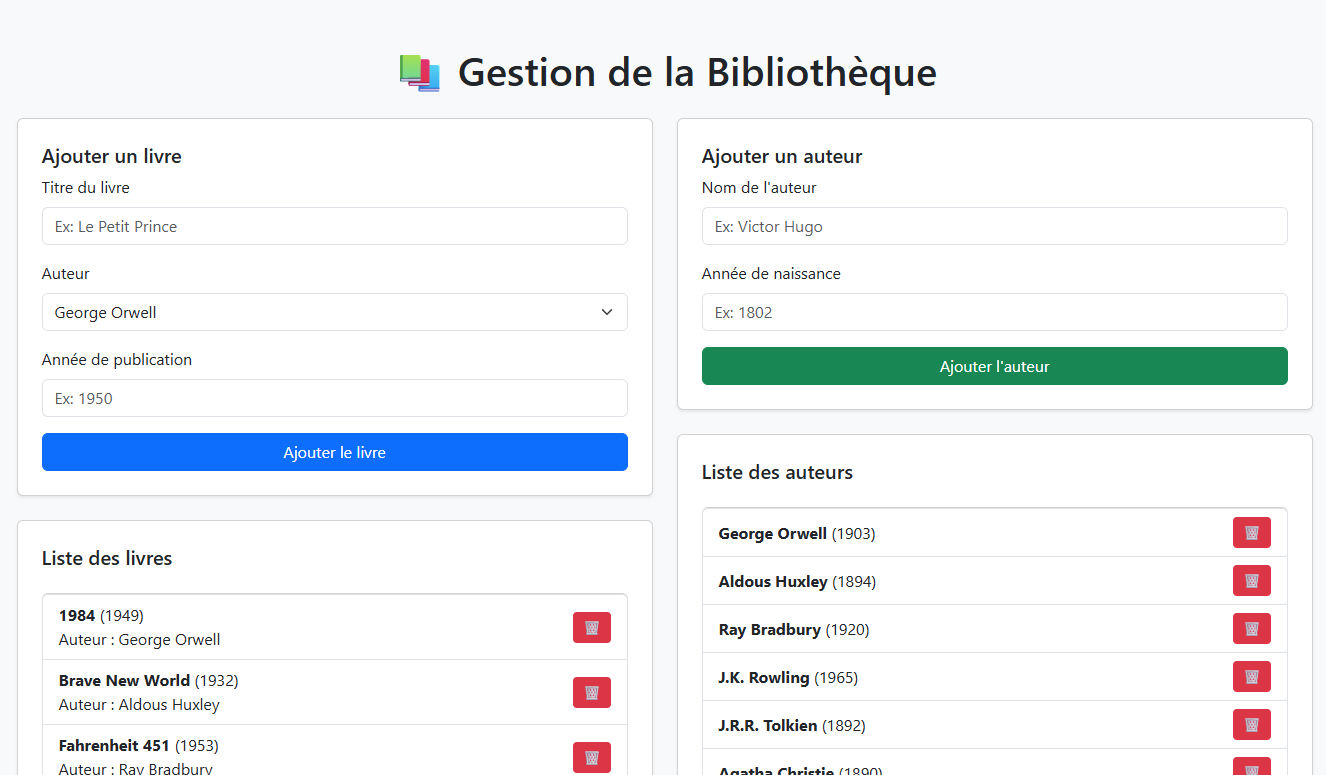 📚 Gestion de la Bibliothèque
Ajouter un livre
Titre du livre
Ex: Le Petit Prince
Auteur
George Orwell
Année de publication
Ex: 1950
Ajouter le livre
Liste des livres
1984 (1949)
Auteur : George Orwell
Brave New World (1932)
Auteur : Aldous Huxley
Fahrenheit 451 (1953)
Auteur : Ray Bradbury
Ajouter un auteur
Nom de l'auteur
Ex: Victor Hugo
Année de naissance
Ex: 1802
Ajouter l'auteur
Liste des auteurs
George Orwell (1903)
Aldous Huxley (1894)
Ray Bradbury (1920)
J.K. Rowling (1965)
J.R.R. Tolkien (1892)
Agatha Christie (1890)